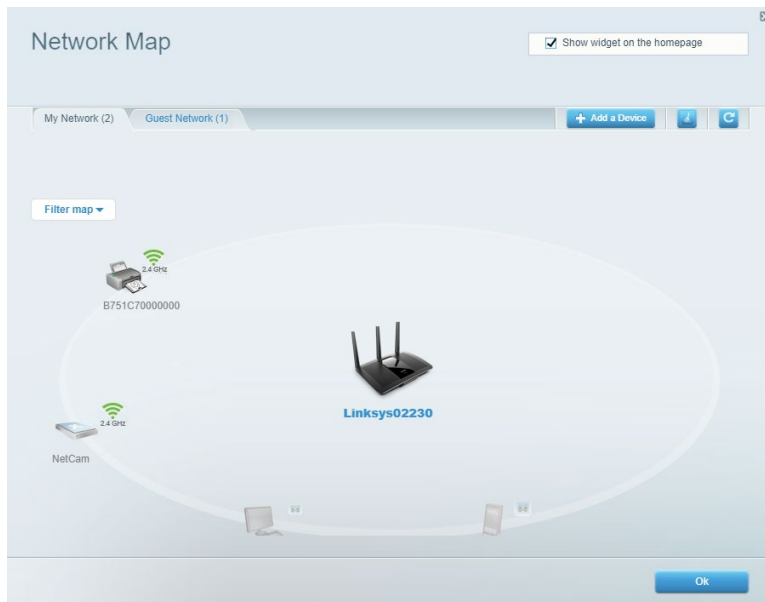 Network Map
Show widget on the homepage
My Network (2)
Guest Network (1)
+ Add a Device
Filter map
2.4 GHz
B751C70000000
Linksys02230
2.4 GHz
NetCam
Ok